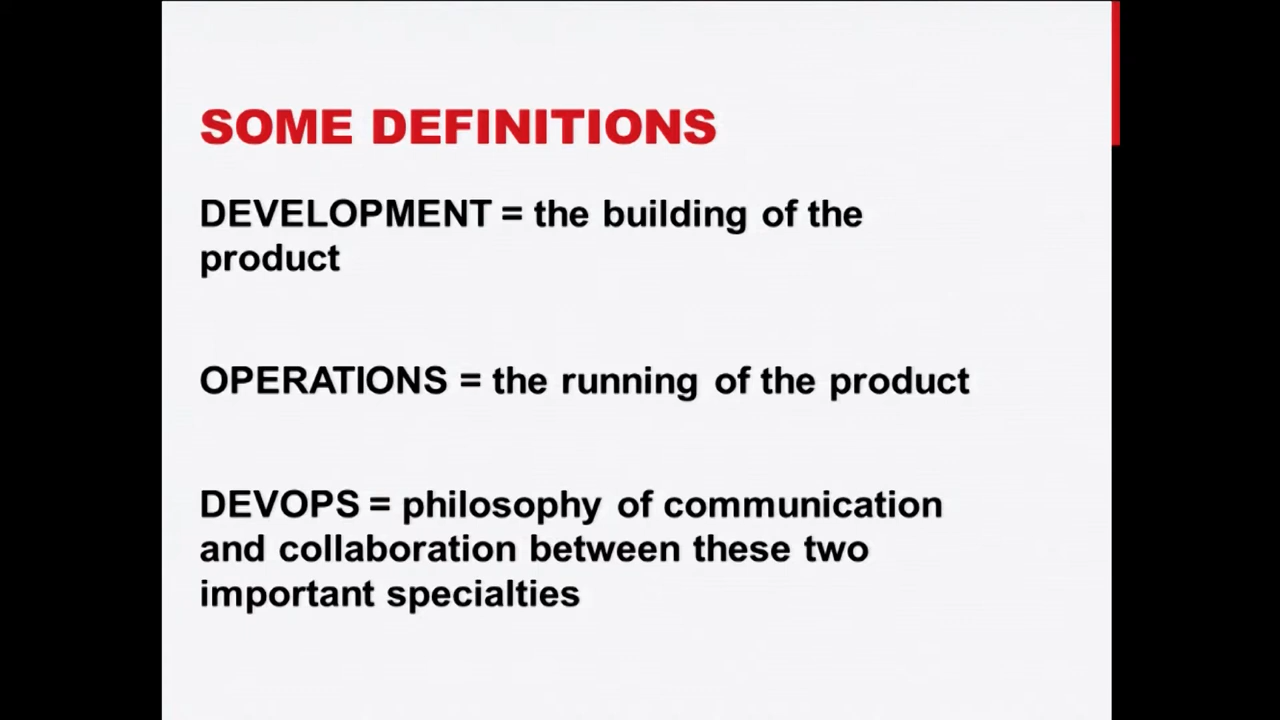 SOME DEFINITIONS
DEVELOPMENT = the building of the
product
OPERATIONS = the running of the product
DEVOPS = philosophy of communication
and collaboration between these two
important specialties